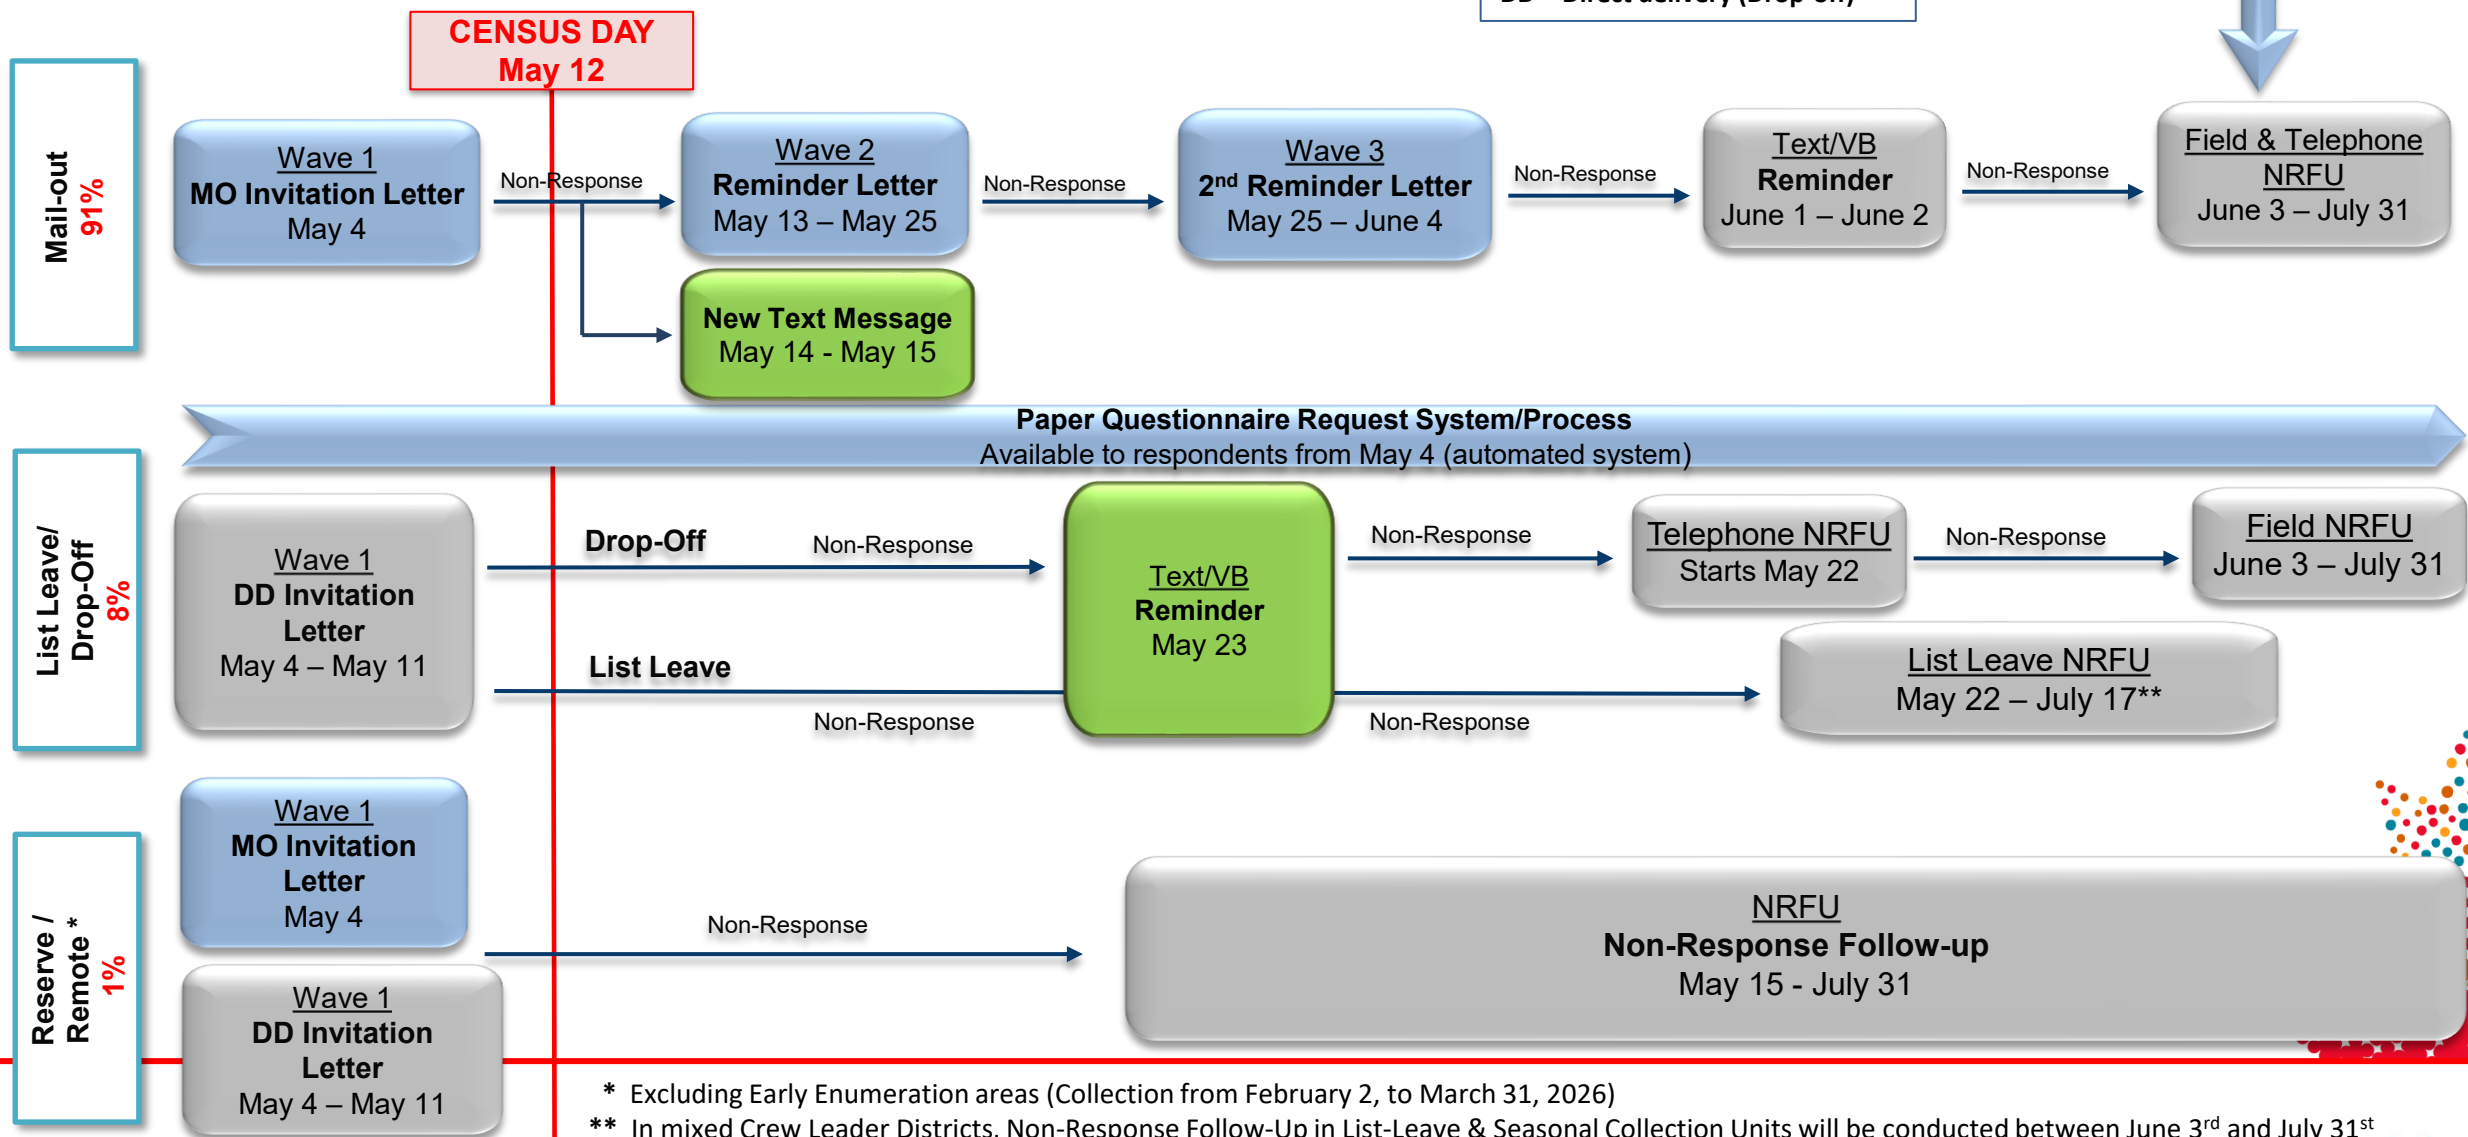 DD – Direct delivery (Drop-off)
CENSUS DAY
May 12
Mail-out
91%
Wave 1
MO Invitation Letter
May 4
Non-Response
Wave 2
Reminder Letter
May 13 – May 25
Non-Response
Wave 3
2nd Reminder Letter
May 25 – June 4
Non-Response
Text/VB
Reminder
June 1 – June 2
Non-Response
Field & Telephone
NRFU
June 3 – July 31
New Text Message
May 14 - May 15
Paper Questionnaire Request System/Process
Available to respondents from May 4 (automated system)
List Leave/
Drop-Off
8%
Wave 1
DD Invitation
Letter
May 4 – May 11
Drop-Off
Non-Response
List Leave
Non-Response
Text/VB
Reminder
May 23
Non-Response
Non-Response
Telephone NRFU
Starts May 22
Non-Response
Field NRFU
June 3 – July 31
List Leave NRFU
May 22 – July 17**
Reserve /
Remote *
1%
Wave 1
MO Invitation
Letter
May 4
Wave 1
DD Invitation
Letter
May 4 – May 11
Non-Response
NRFU
Non-Response Follow-up
May 15 - July 31
* Excluding Early Enumeration areas (Collection from February 2, to March 31, 2026)
** In mixed Crew Leader Districts, Non-Response Follow-Up in List-Leave & Seasonal Collection Units will be conducted between June 3rd and July 31st